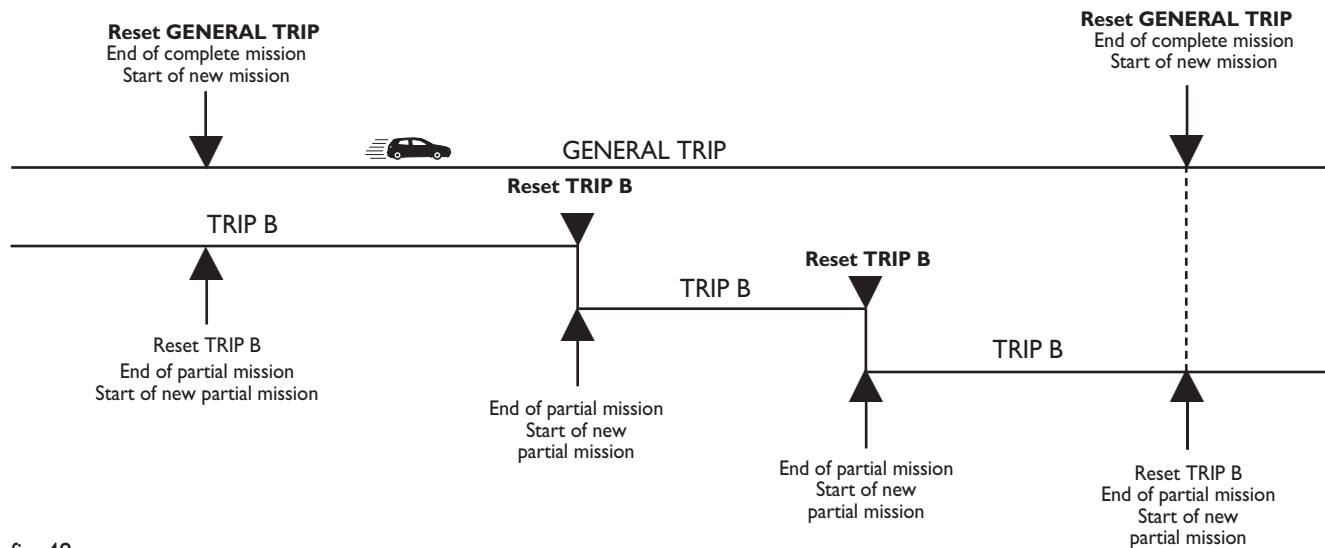 Reset GENERAL TRIP
End of complete mission
Start of new mission
Reset GENERAL TRIP
End of complete mission
Start of new mission
GENERAL TRIP
Reset TRIP B
TRIP B
Reset TRIP B
TRIP B
TRIP B
Reset TRIP B
End of partial mission
Start of new partial mission
End of partial mission
Start of new
partial mission
End of partial mission
Start of new
partial mission
Reset TRIP B
End of partial mission
Start of new
partial mission